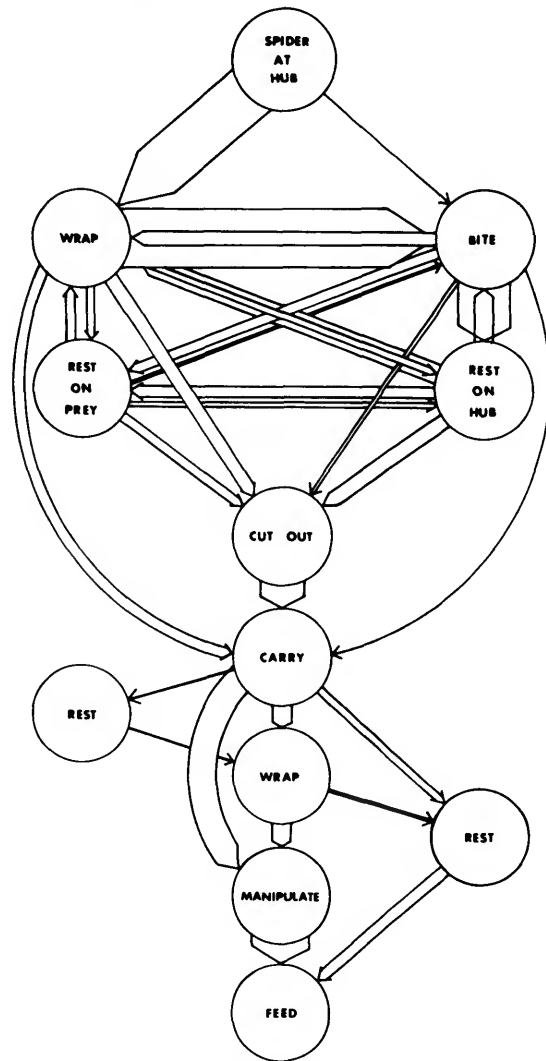 SPIDER
AT
HUB
WRAP
BITE
REST
ON
PREY
REST
ON
HUB
CUT OUT
CARRY
REST
WRAP
REST
MANIPULATE
FEED